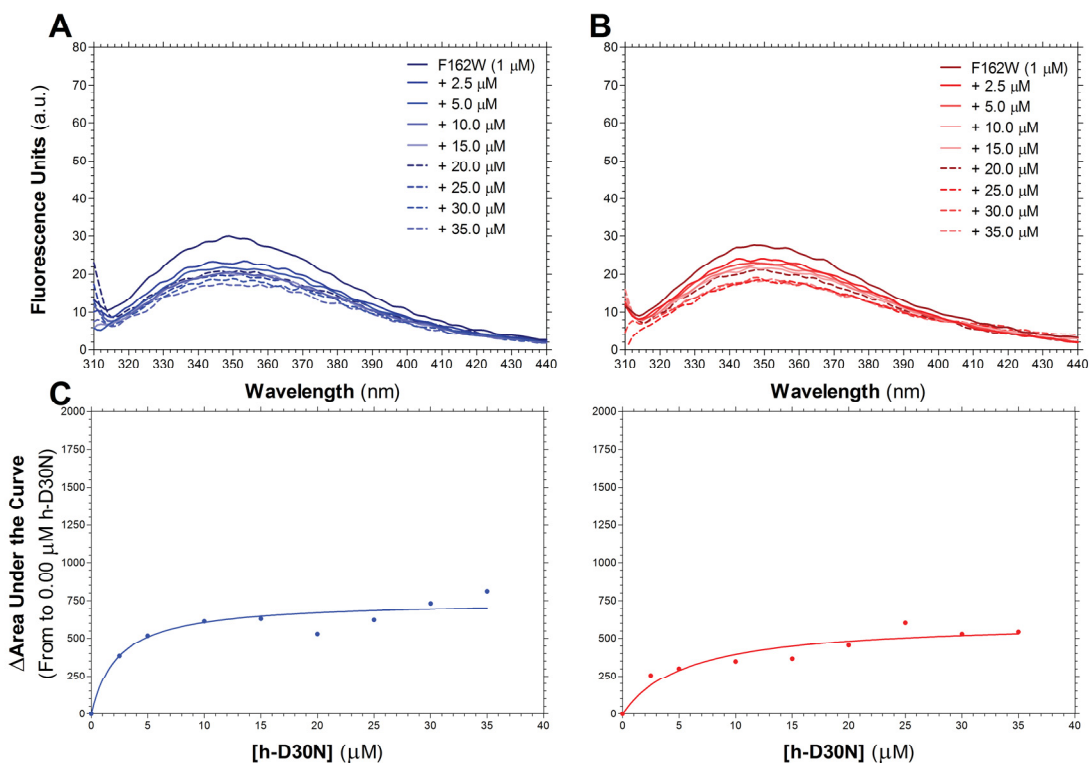 A
B
Fluorescence Units (a.u.)
80
70
60
50
40
30
20
10
0
F162W (1 μM)
+ 2.5 μM
+ 5.0 μM
+ 10.0 μM
+ 15.0 μM
+ 20.0 μM
+ 25.0 μM
+ 30.0 μM
+ 35.0 μM
310 320 330 340 350 360 370 380 390 400 410 420 430 440
Wavelength (nm)
80
70
60
50
40
30
20
10
0
F162W (1 μM)
+ 2.5 μM
+ 5.0 μM
+ 10.0 μM
+ 15.0 μM
+ 20.0 μM
+ 25.0 μM
+ 30.0 μM
+ 35.0 μM
310 320 330 340 350 360 370 380 390 400 410 420 430 440
Wavelength (nm)
C
ΔArea Under the Curve
(From to 0.00 μM h-D30N)
2000
1750
1500
1250
1000
750
500
250
0
0 5 10 15 20 25 30 35 40
[h-D30N] (μM)
2000
1750
1500
1250
1000
750
500
250
0
0 5 10 15 20 25 30 35 40
[h-D30N] (μM)